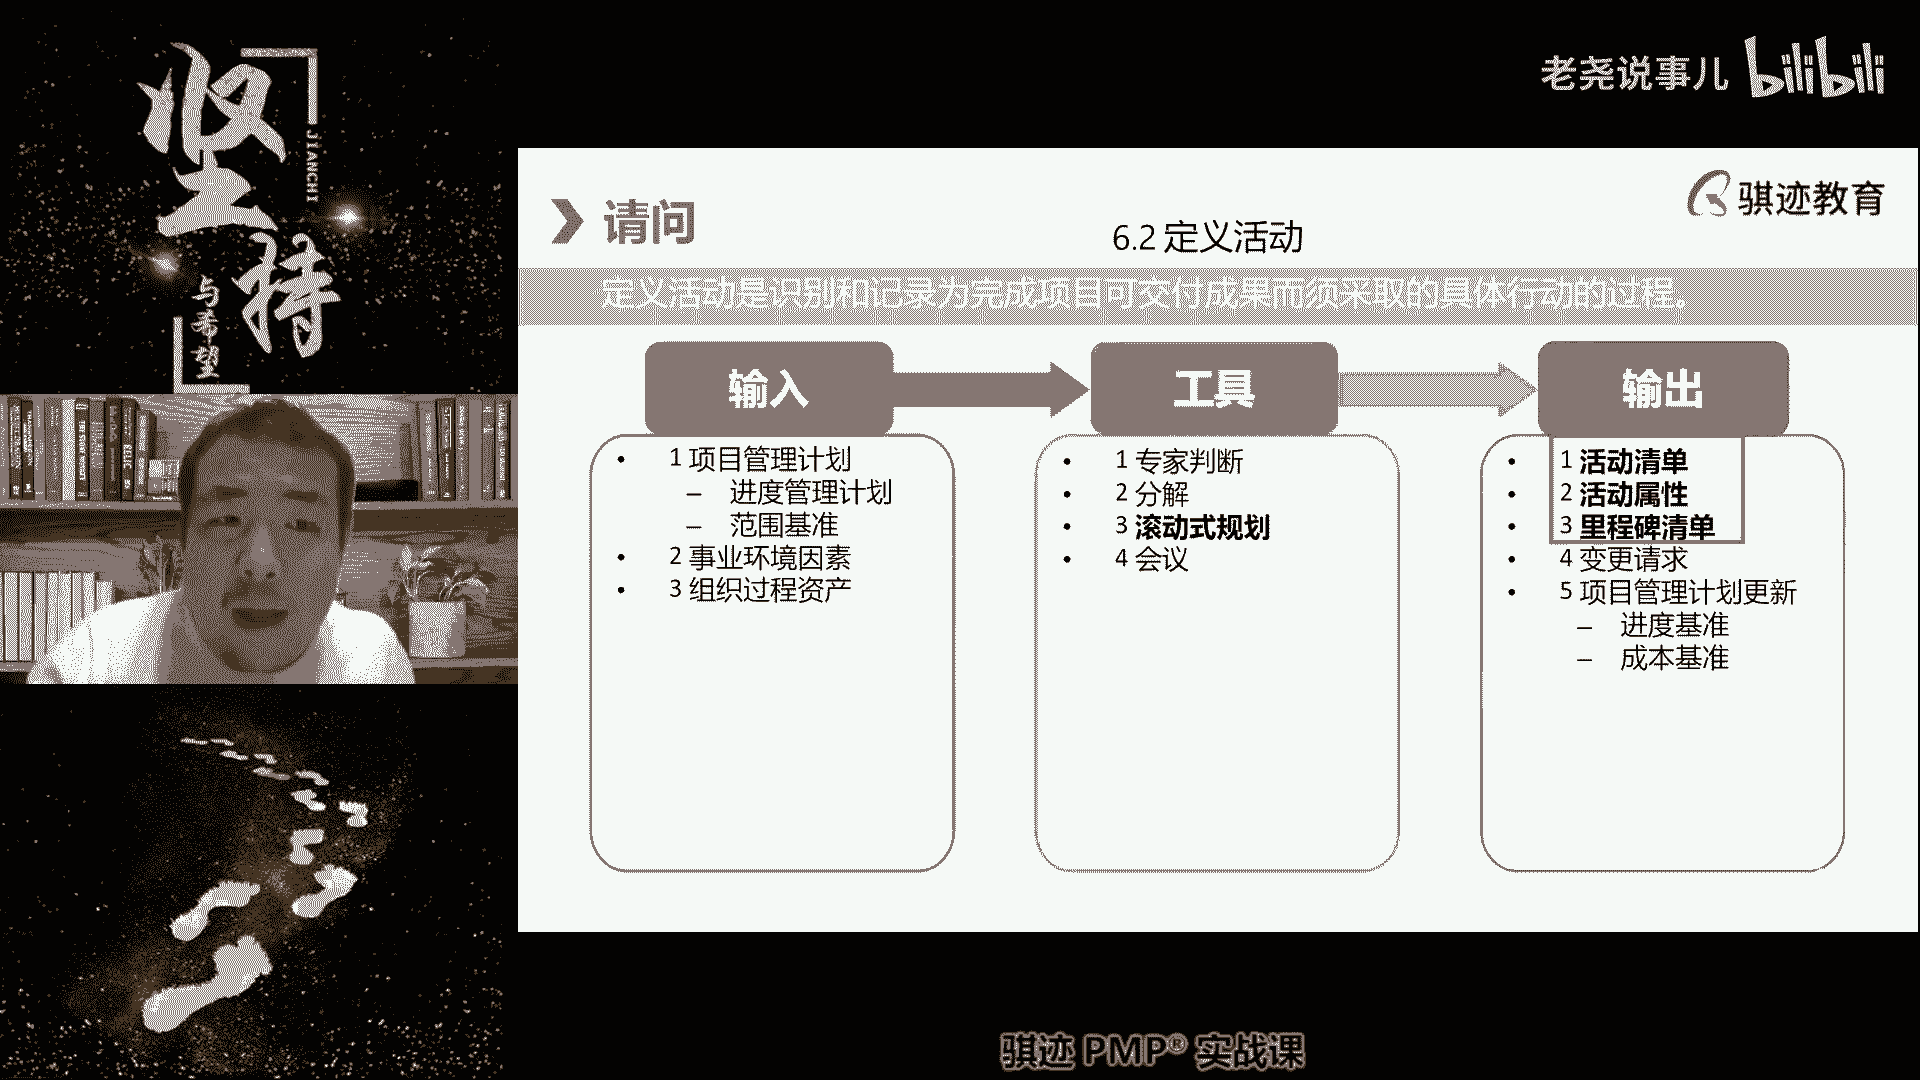 坚持
JIANCHI
与希望
老尧说事儿 bilibili
骐迹教育
请问
6.2 定义活动
定义活动是识别和记录为完成项目可交付成果而须采取的具体行动的过程。
输入
1 项目管理计划
– 进度管理计划
– 范围基准
2 事业环境因素
3 组织过程资产
工具
1 专家判断
2 分解
3 滚动式规划
4 会议
输出
1 活动清单
2 活动属性
3 里程碑清单
4 变更请求
5 项目管理计划更新
– 进度基准
– 成本基准
骐迹 PMP® 实战课